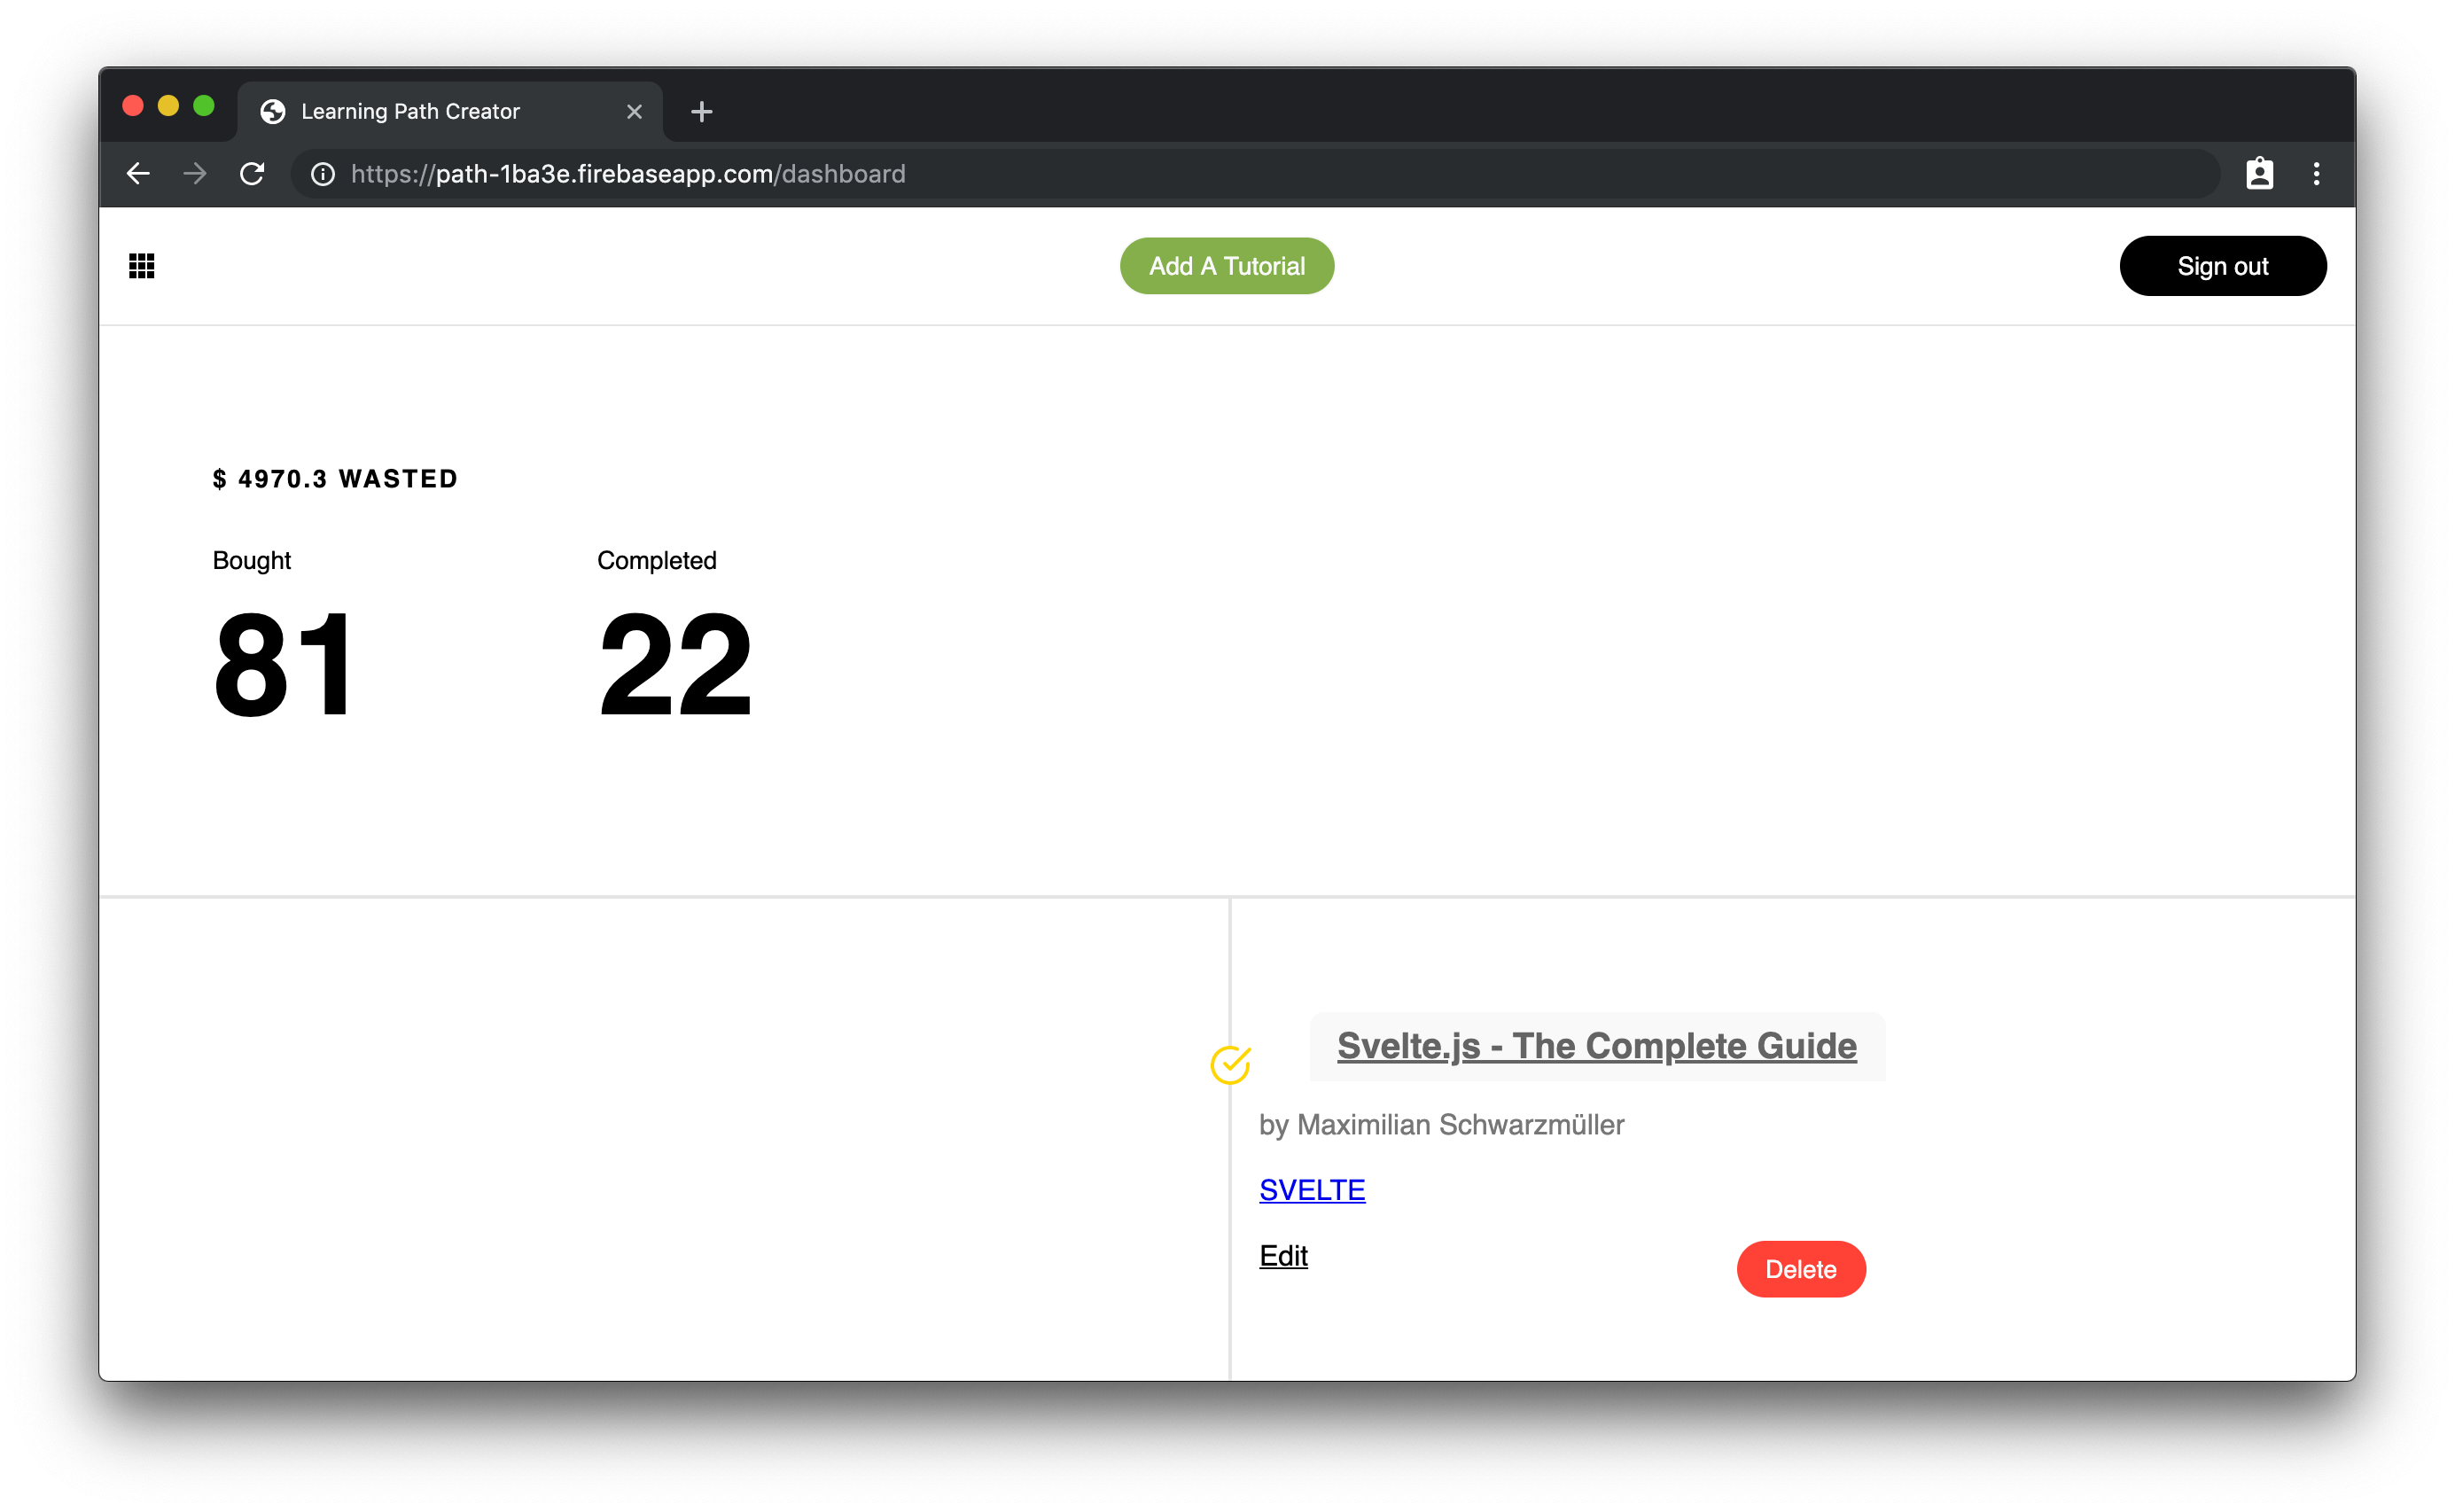 Learning Path Creator
https://path-1ba3e.firebaseapp.com/dashboard
Add A Tutorial
Sign out
$ 4970.3 WASTED
Bought Completed
81 22
Svelte.js - The Complete Guide
by Maximilian Schwarzmüller
SVELTE
Edit Delete